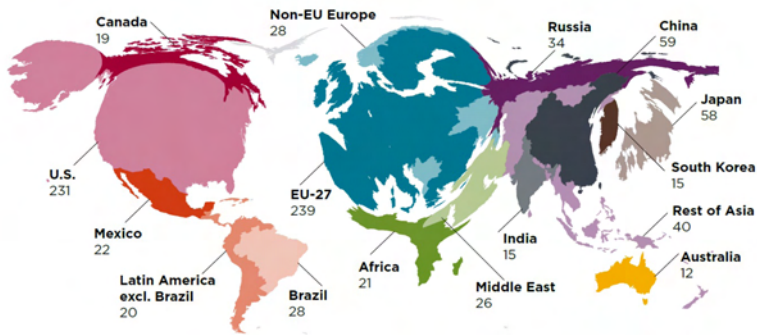 Canada
19
Non-EU Europe
28
Russia
34
China
59
Japan
58
U.S.
231
EU-27
239
South Korea
15
Mexico
22
Rest of Asia
40
India
15
Africa
21
Middle East
26
Australia
12
Latin America
excl. Brazil
20
Brazil
28